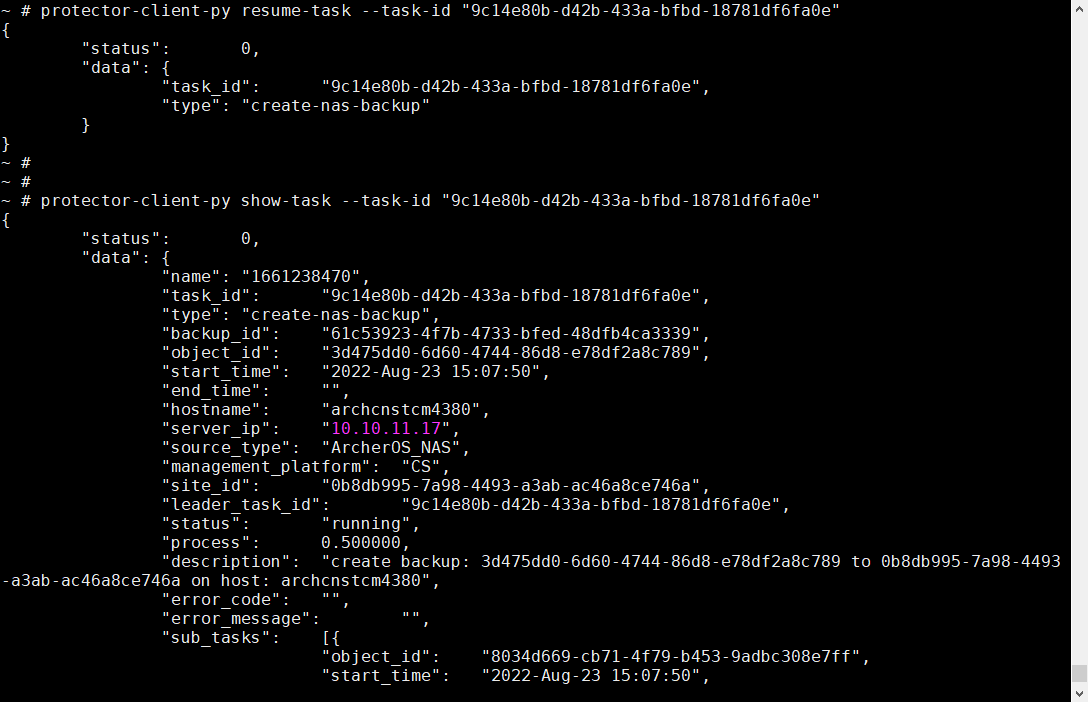 ~ # protector-client-py resume-task --task-id "9c14e80b-d42b-433a-bfbd-18781df6fa0e"
{
        "status":       0,
        "data": {
                "task_id":      "9c14e80b-d42b-433a-bfbd-18781df6fa0e",
                "type": "create-nas-backup"
        }
}
~ #
~ #
~ # protector-client-py show-task --task-id "9c14e80b-d42b-433a-bfbd-18781df6fa0e"
{
        "status":       0,
        "data": {
                "name": "1661238470",
                "task_id":      "9c14e80b-d42b-433a-bfbd-18781df6fa0e",
                "type": "create-nas-backup",
                "backup_id":    "61c53923-4f7b-4733-bfed-48dfb4ca3339",
                "object_id":    "3d475dd0-6d60-4744-86d8-e78df2a8c789",
                "start_time":   "2022-Aug-23 15:07:50",
                "end_time":     "",
                "hostname":     "archcnstcm4380",
                "server_ip":    "10.10.11.17",
                "source_type":  "ArcherOS_NAS",
                "management_platform":  "CS",
                "site_id":      "0b8db995-7a98-4493-a3ab-ac46a8ce746a",
                "leader_task_id":       "9c14e80b-d42b-433a-bfbd-18781df6fa0e",
                "status":       "running",
                "process":      0.500000,
                "description":  "create backup: 3d475dd0-6d60-4744-86d8-e78df2a8c789 to 0b8db995-7a98-4493
-a3ab-ac46a8ce746a on host: archcnstcm4380",
                "error_code":   "",
                "error_message":        "",
                "sub_tasks":    [{
                                "object_id":    "8034d669-cb71-4f79-b453-9adbc308e7ff",
                                "start_time":   "2022-Aug-23 15:07:50",